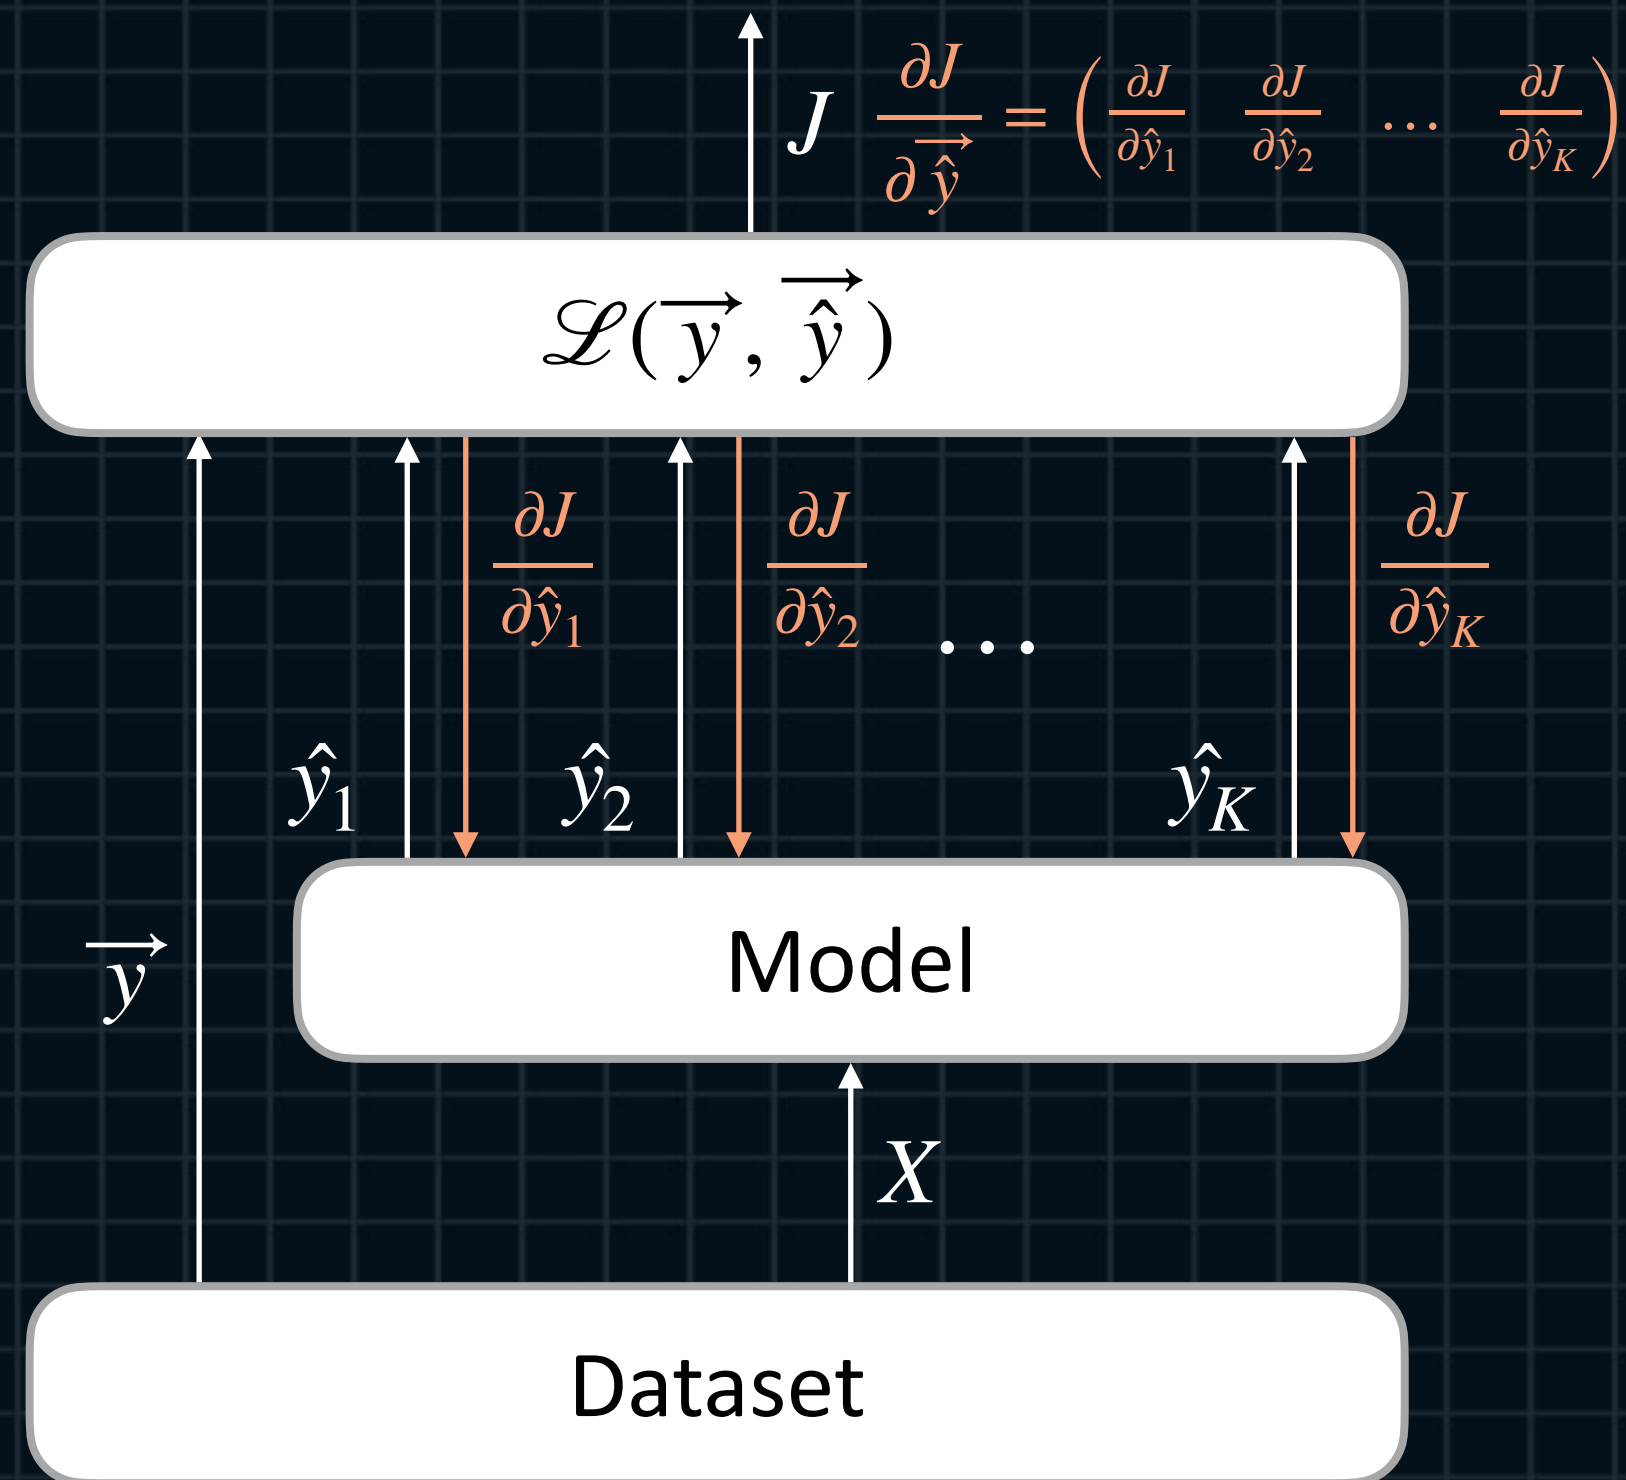 J ∂J/∂ŷ⃗ = (∂J/∂ŷ₁ ∂J/∂ŷ₂ … ∂J/∂ŷ_K)
ℒ(y⃗, ŷ⃗)
∂J/∂ŷ₁ ∂J/∂ŷ₂ … ∂J/∂ŷ_K
ŷ₁ ŷ₂ ŷ_K
y⃗
Model
X
Dataset